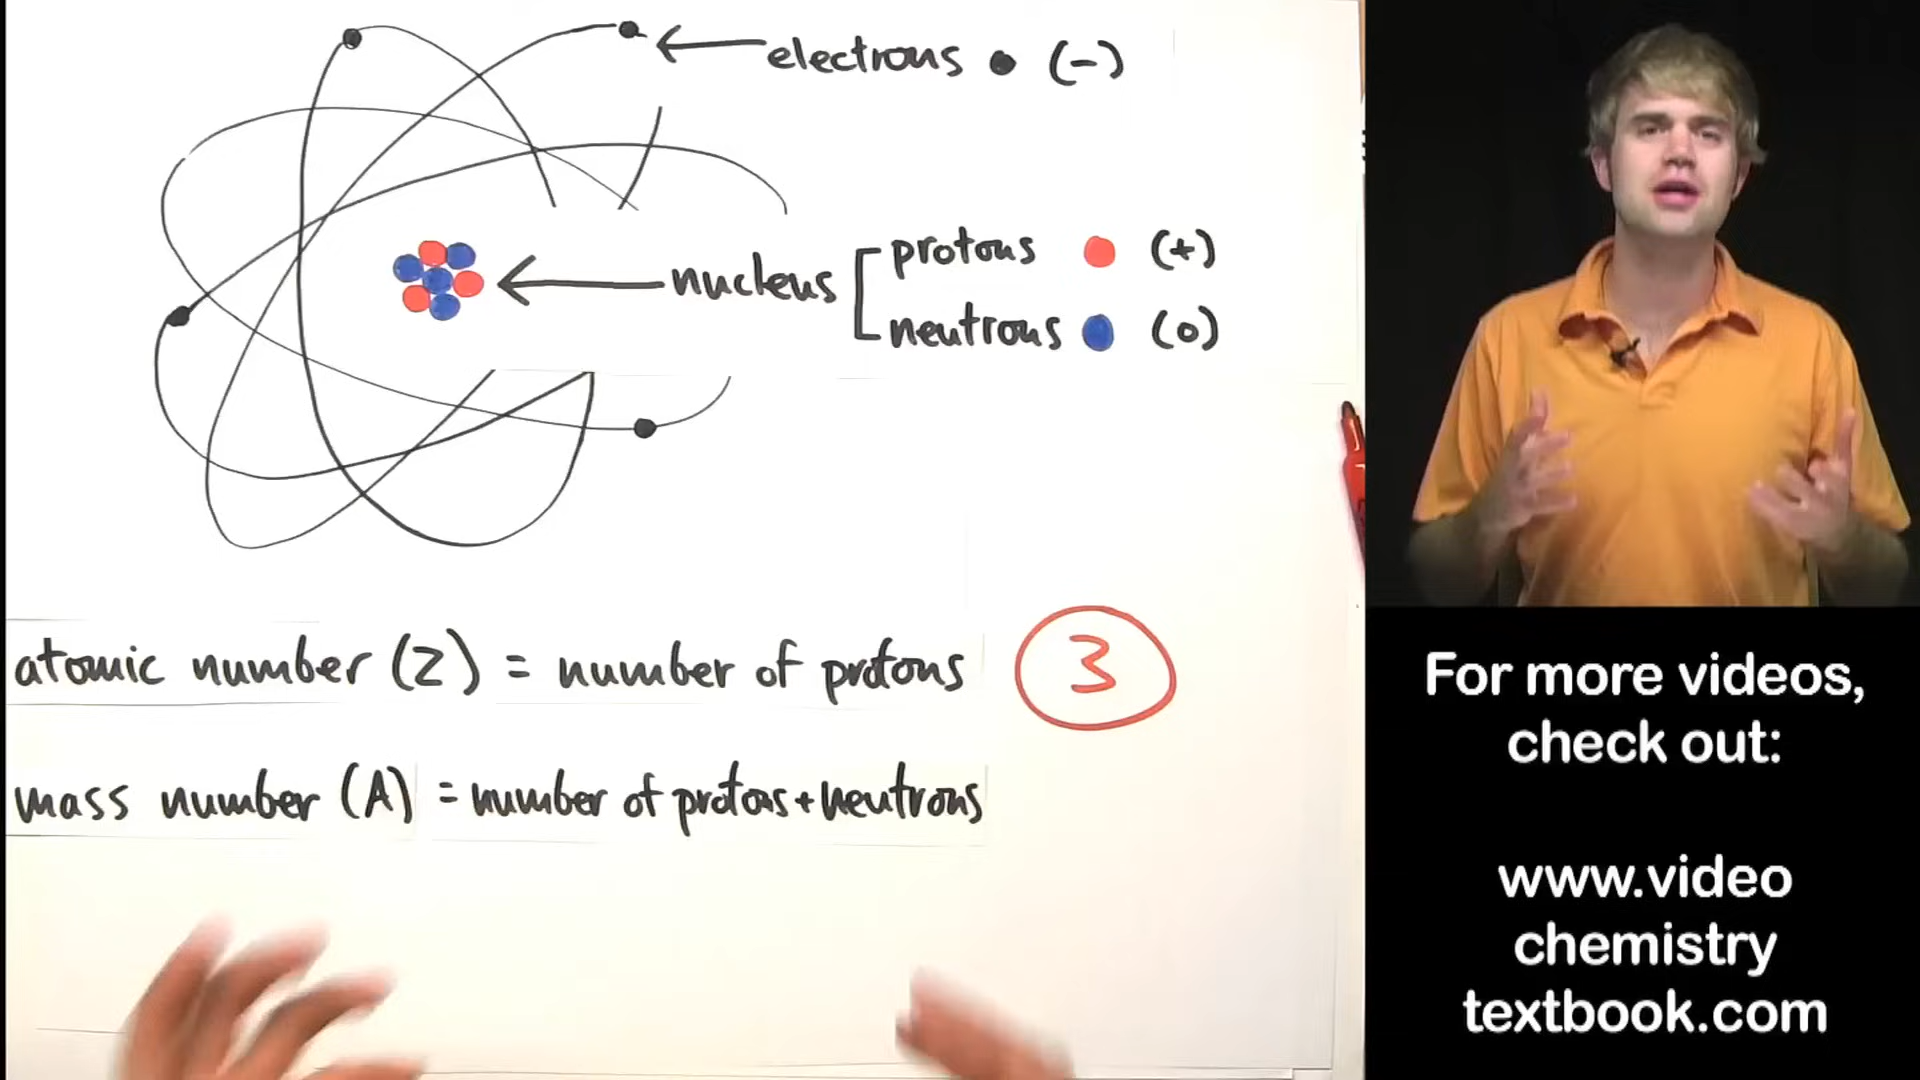 electrons (-)
nucleus
protons (+)
neutrons (0)
atomic number (Z) = number of protons 3
mass number (A) = number of protons + neutrons
For more videos,
check out:
www.video
chemistry
textbook.com